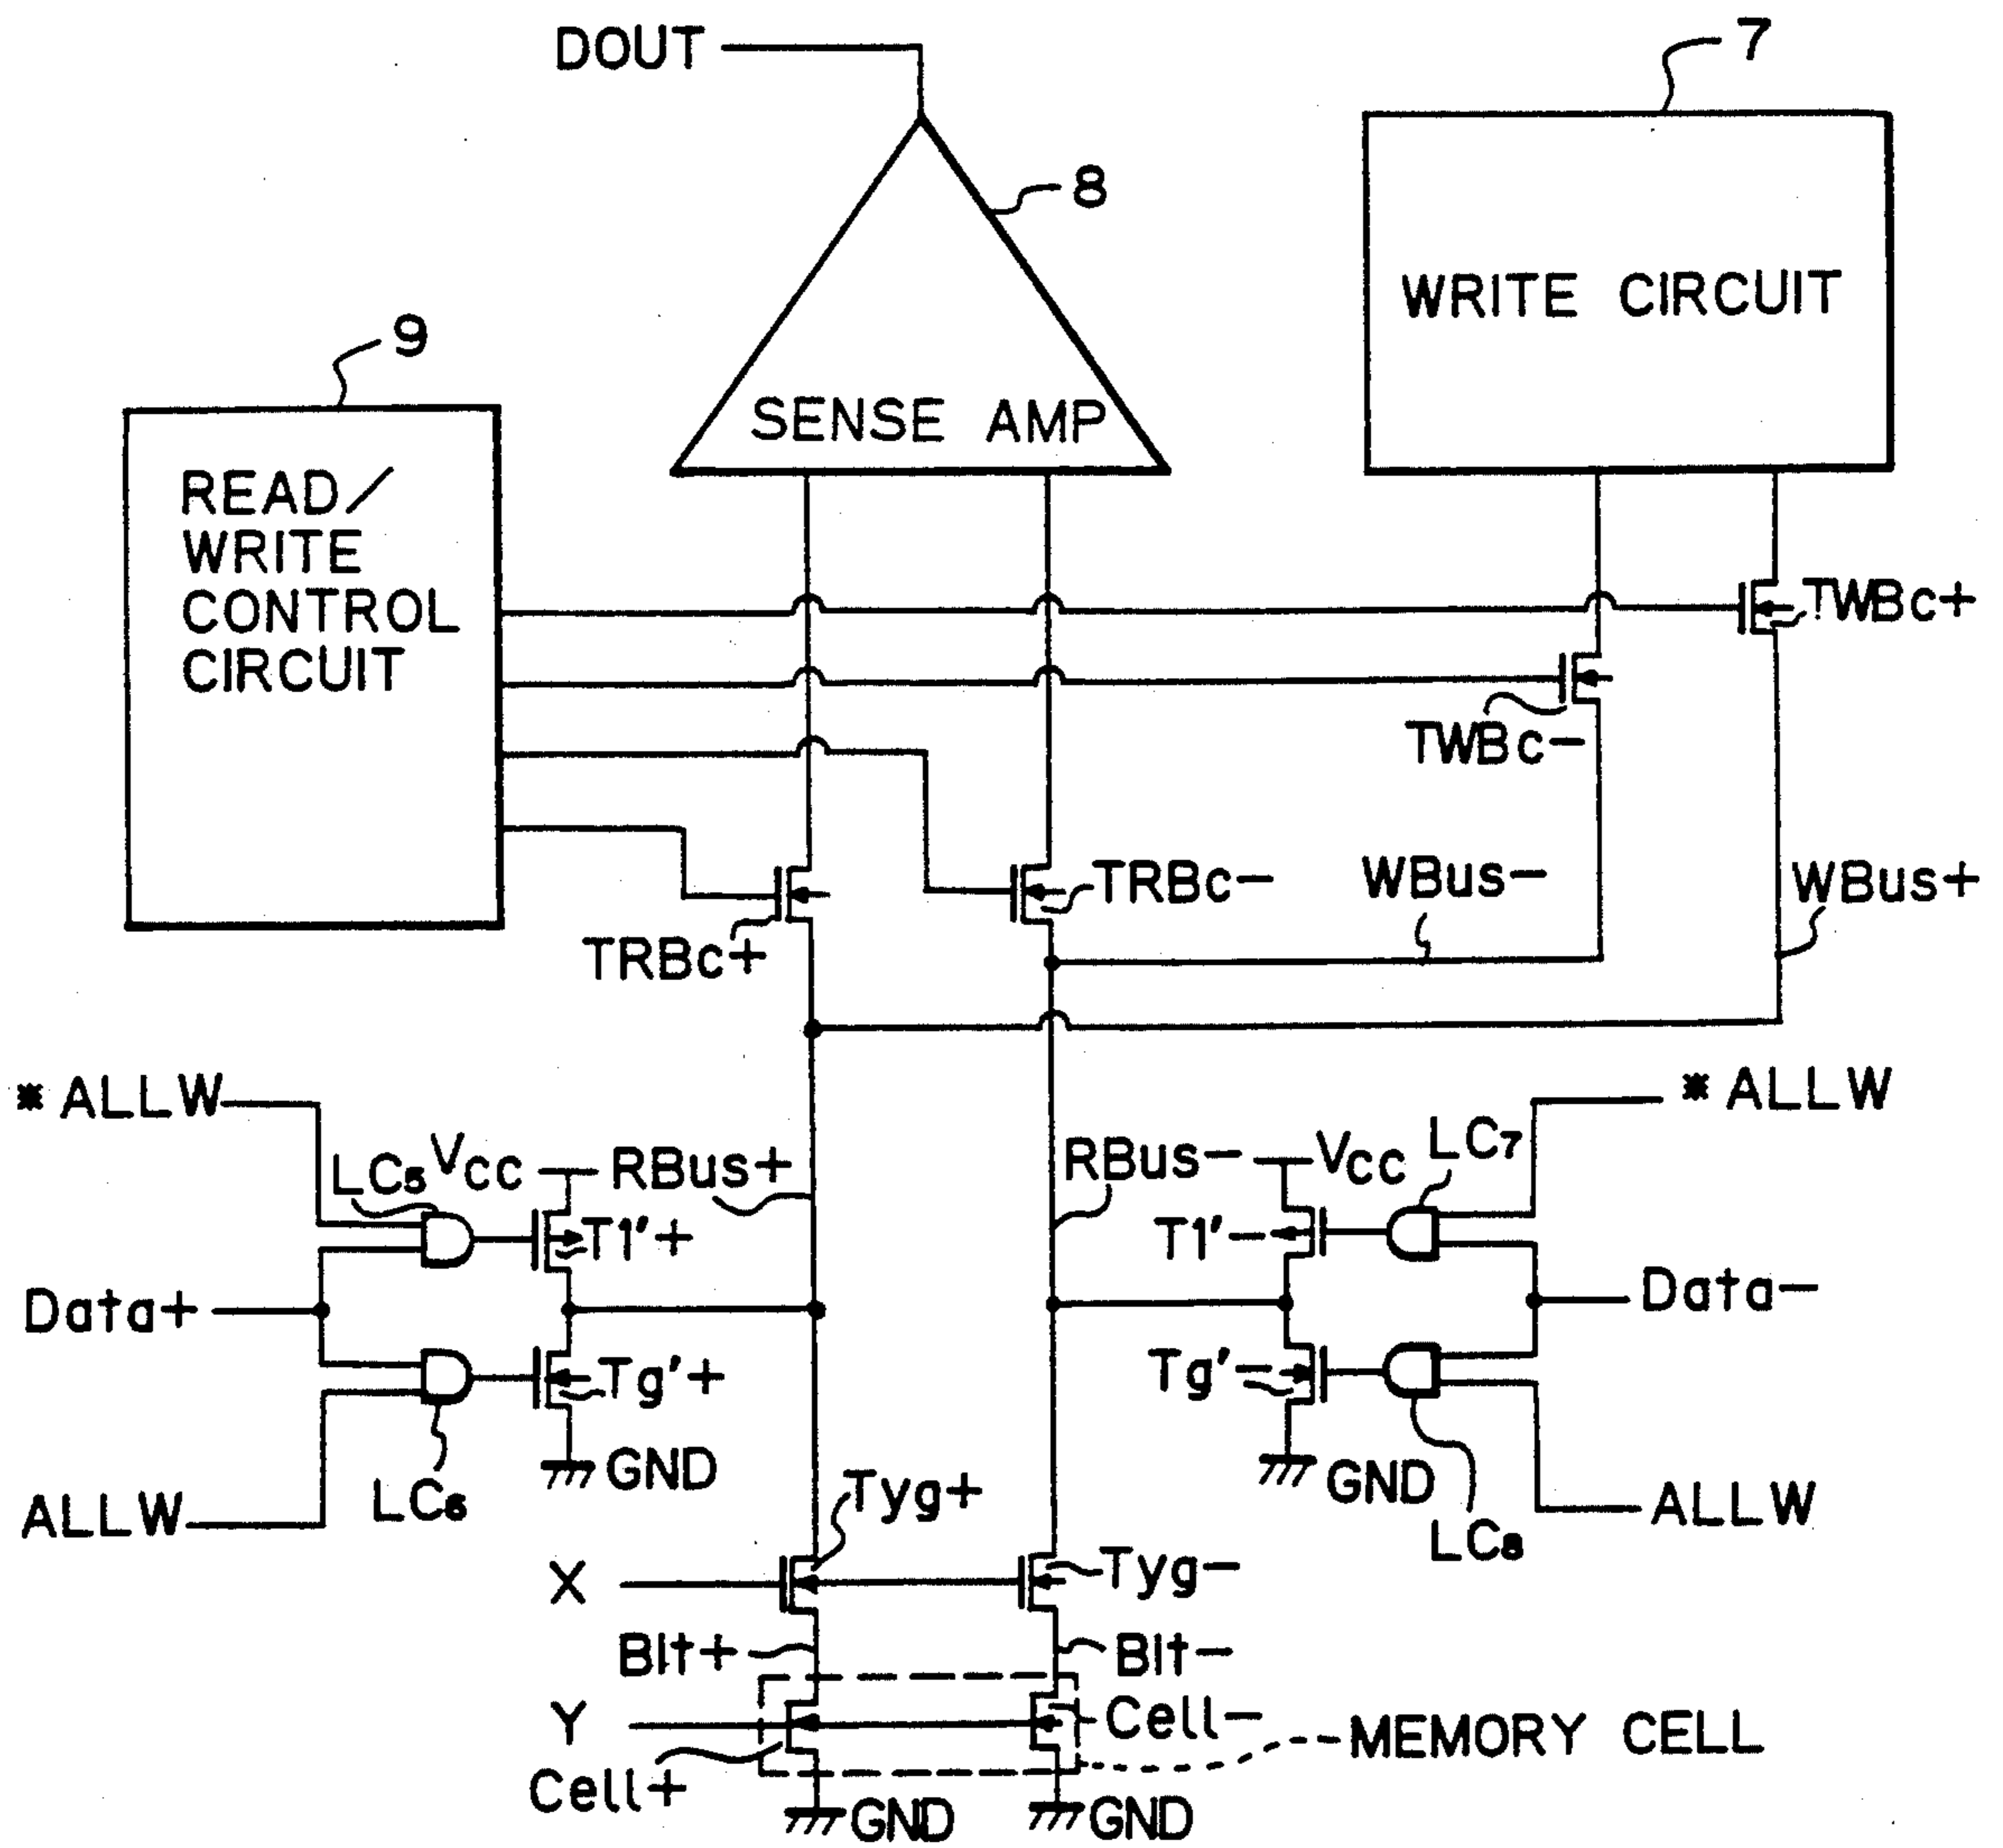 DOUT
7
8
WRITE CIRCUIT
9
SENSE AMP
READ/
WRITE
CONTROL
CIRCUIT
TWBc+
TWBc-
TRBc-
WBus-
WBus+
TRBc+
*ALLW
*ALLW
LC5
VCC
RBus+
RBus-
VCC
LC7
T1'+
T1'-
Data+
Data-
Tg'+
Tg'-
GND
GND
LC6
ALLW
Tyg+
ALLW
LC8
X
Tyg-
Bit+
Bit-
Y
Cell-
MEMORY CELL
Cell+
GND
GND